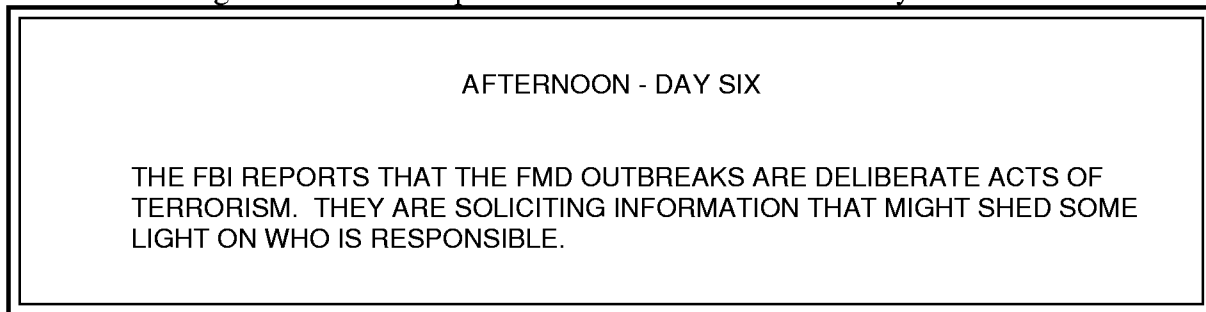 AFTERNOON - DAY SIX
THE FBI REPORTS THAT THE FMD OUTBREAKS ARE DELIBERATE ACTS OF
TERRORISM. THEY ARE SOLICITING INFORMATION THAT MIGHT SHED SOME
LIGHT ON WHO IS RESPONSIBLE.